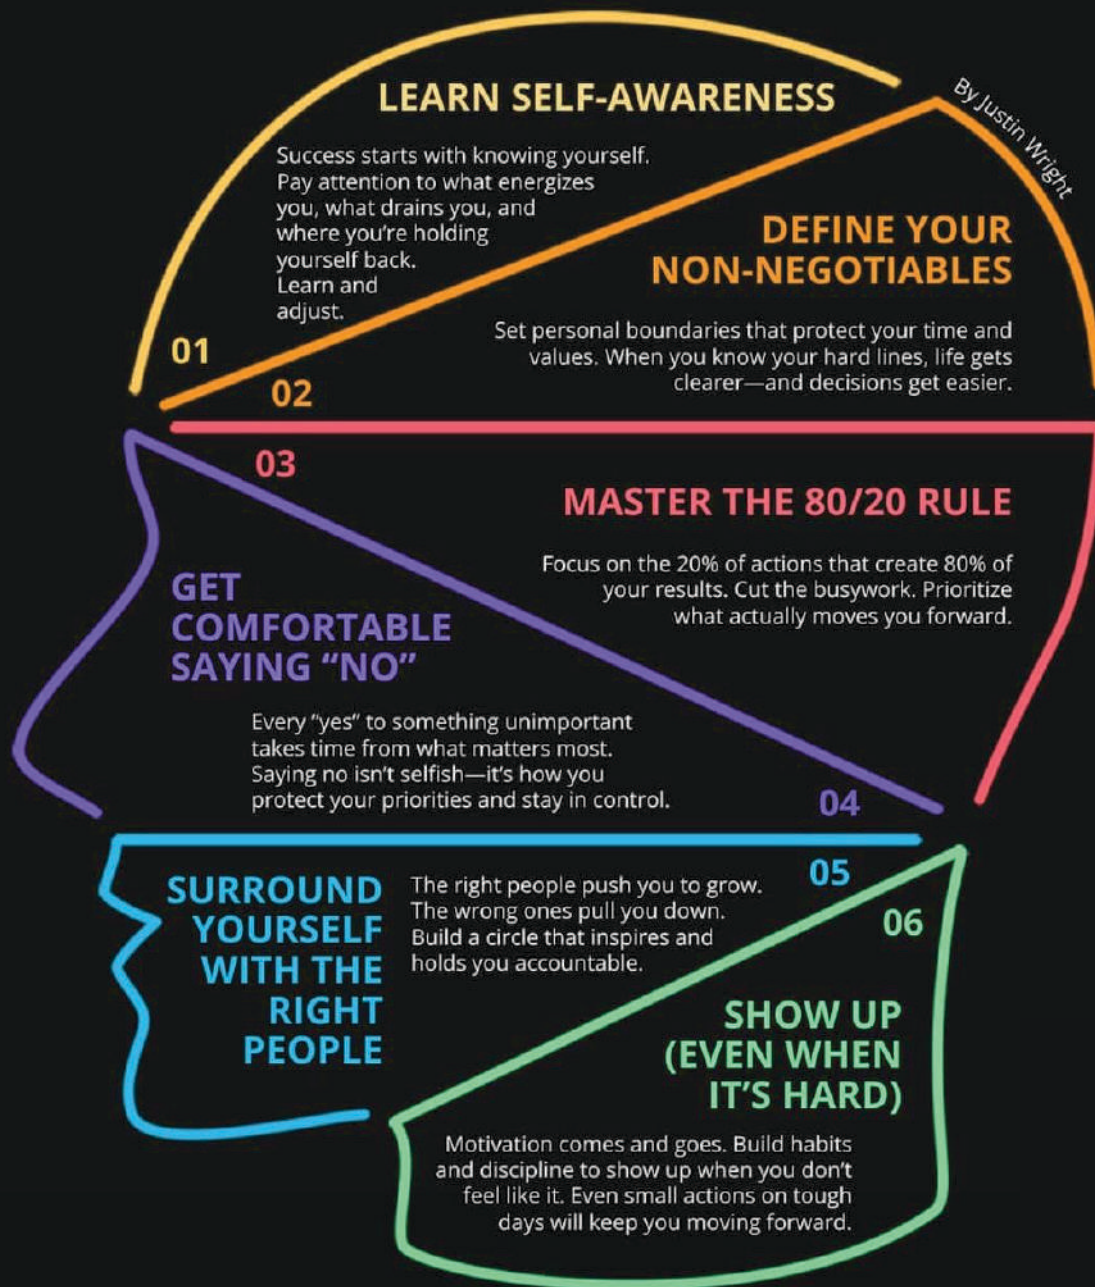 LEARN SELF-AWARENESS
By Justin Wright
Success starts with knowing yourself.
Pay attention to what energizes
you, what drains you, and
where you're holding
yourself back.
Learn and
adjust.
01
DEFINE YOUR
NON-NEGOTIABLES
Set personal boundaries that protect your time and
values. When you know your hard lines, life gets
clearer—and decisions get easier.
02
03
MASTER THE 80/20 RULE
Focus on the 20% of actions that create 80% of
your results. Cut the busywork. Prioritize
what actually moves you forward.
GET
COMFORTABLE
SAYING “NO”
Every “yes” to something unimportant
takes time from what matters most.
Saying no isn't selfish—it's how you
protect your priorities and stay in control.
04
05
SURROUND
YOURSELF
WITH THE
RIGHT
PEOPLE
The right people push you to grow.
The wrong ones pull you down.
Build a circle that inspires and
holds you accountable.
06
SHOW UP
(EVEN WHEN
IT'S HARD)
Motivation comes and goes. Build habits
and discipline to show up when you don't
feel like it. Even small actions on tough
days will keep you moving forward.